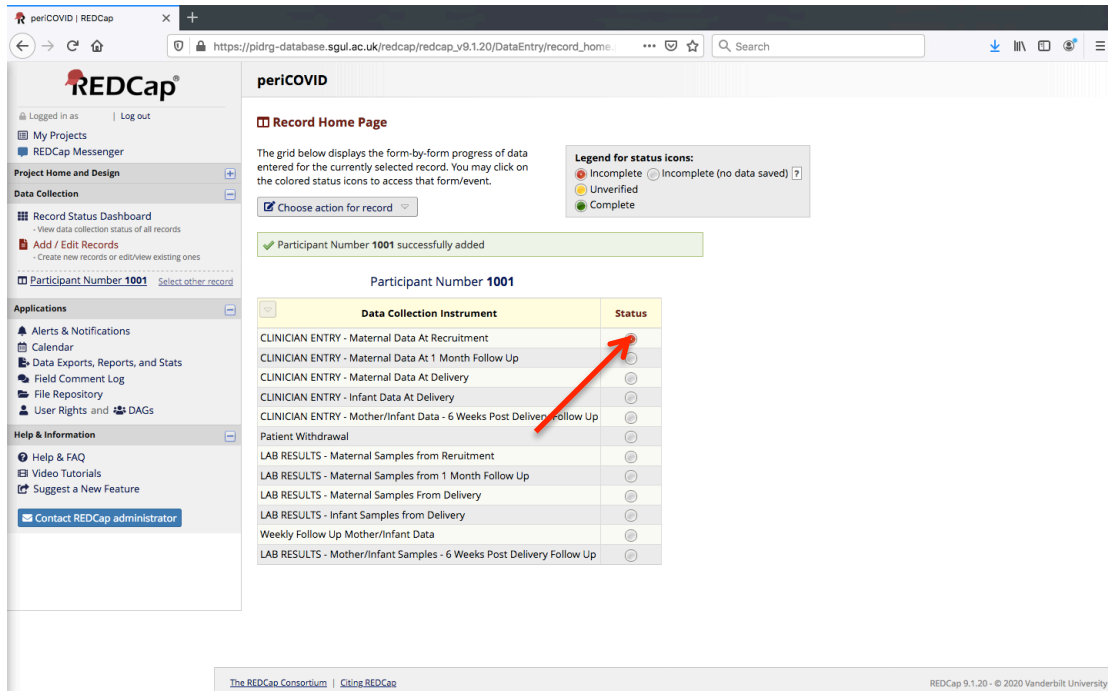 periCOVID | REDCap
https://pidrg-database.sgul.ac.uk/redcap/redcap_v9.1.20/DataEntry/record_home.
Search
REDCap®
Logged in as | Log out
My Projects
REDCap Messenger
Project Home and Design
Data Collection
Record Status Dashboard
- View data collection status of all records
Add / Edit Records
- Create new records or edit/view existing ones
Participant Number 1001 Select other record
Applications
Alerts & Notifications
Calendar
Data Exports, Reports, and Stats
Field Comment Log
File Repository
User Rights and DAGs
Help & Information
Help & FAQ
Video Tutorials
Suggest a New Feature
Contact REDCap administrator
periCOVID
Record Home Page
The grid below displays the form-by-form progress of data
entered for the currently selected record. You may click on
the colored status icons to access that form/event.
Legend for status icons:
Incomplete Incomplete (no data saved) ?
Unverified
Complete
Choose action for record
Participant Number 1001 successfully added
Participant Number 1001
Data Collection Instrument Status
CLINICIAN ENTRY - Maternal Data At Recruitment
CLINICIAN ENTRY - Maternal Data At 1 Month Follow Up
CLINICIAN ENTRY - Maternal Data At Delivery
CLINICIAN ENTRY - Infant Data At Delivery
CLINICIAN ENTRY - Mother/Infant Data - 6 Weeks Post Delivery Follow Up
Patient Withdrawal
LAB RESULTS - Maternal Samples from Reruitment
LAB RESULTS - Maternal Samples from 1 Month Follow Up
LAB RESULTS - Maternal Samples From Delivery
LAB RESULTS - Infant Samples from Delivery
Weekly Follow Up Mother/Infant Data
LAB RESULTS - Mother/Infant Samples - 6 Weeks Post Delivery Follow Up
The REDCap Consortium | Citing REDCap
REDCap 9.1.20 - © 2020 Vanderbilt University